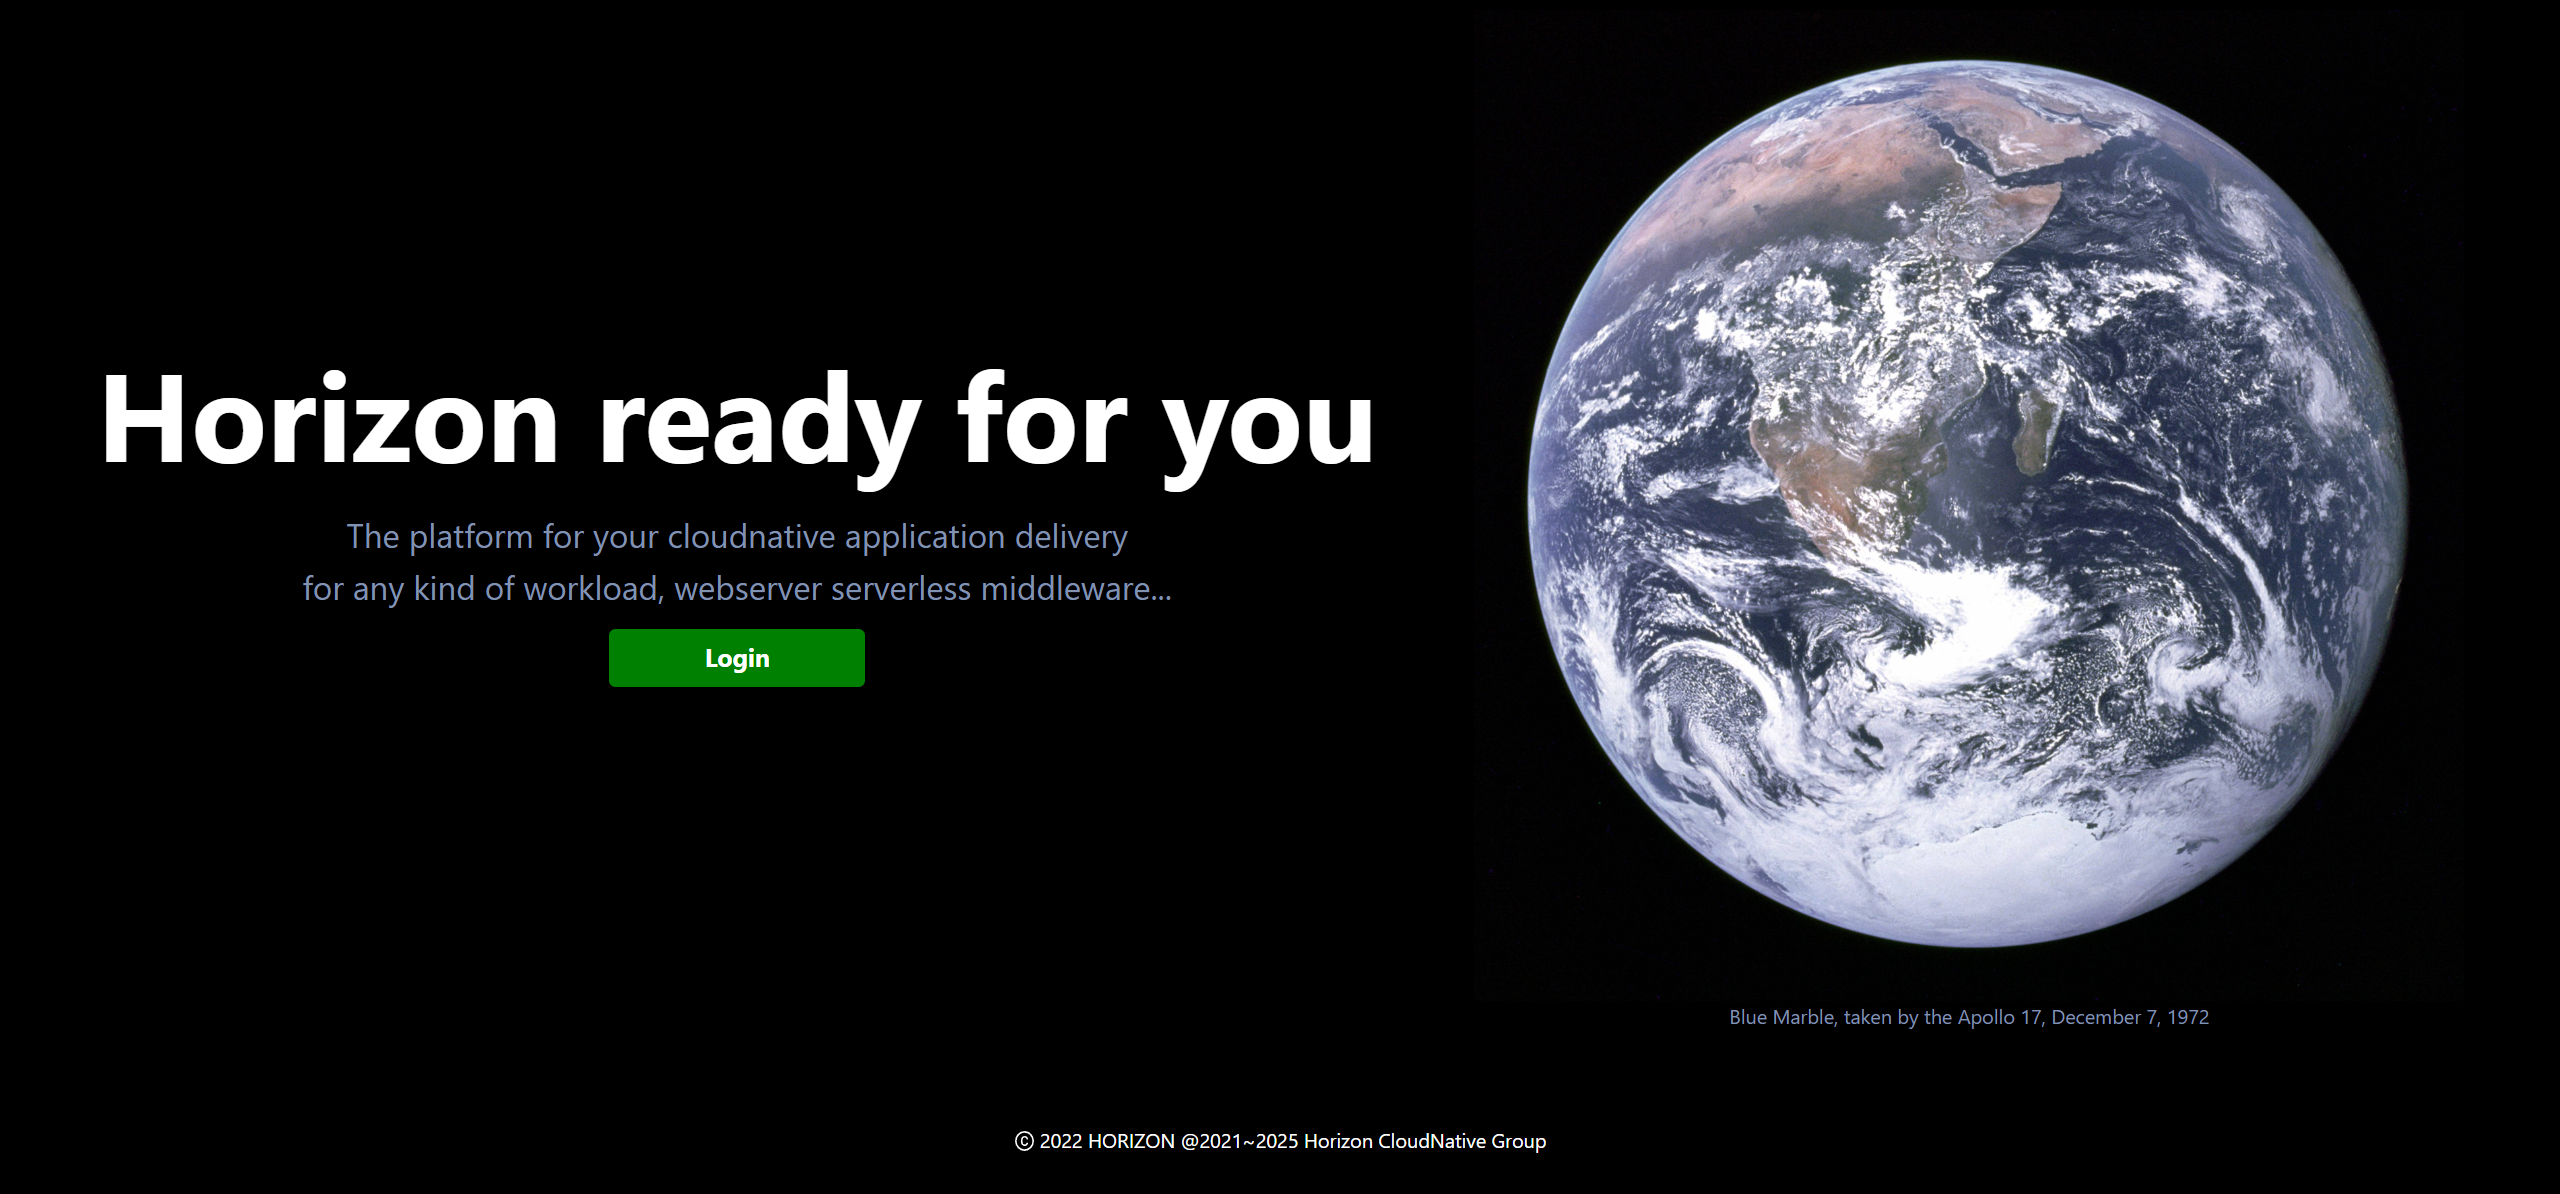 Horizon ready for you
The platform for your cloudnative application delivery
for any kind of workload, webserver serverless middleware...
Login
Blue Marble, taken by the Apollo 17, December 7, 1972
© 2022 HORIZON @2021~2025 Horizon CloudNative Group